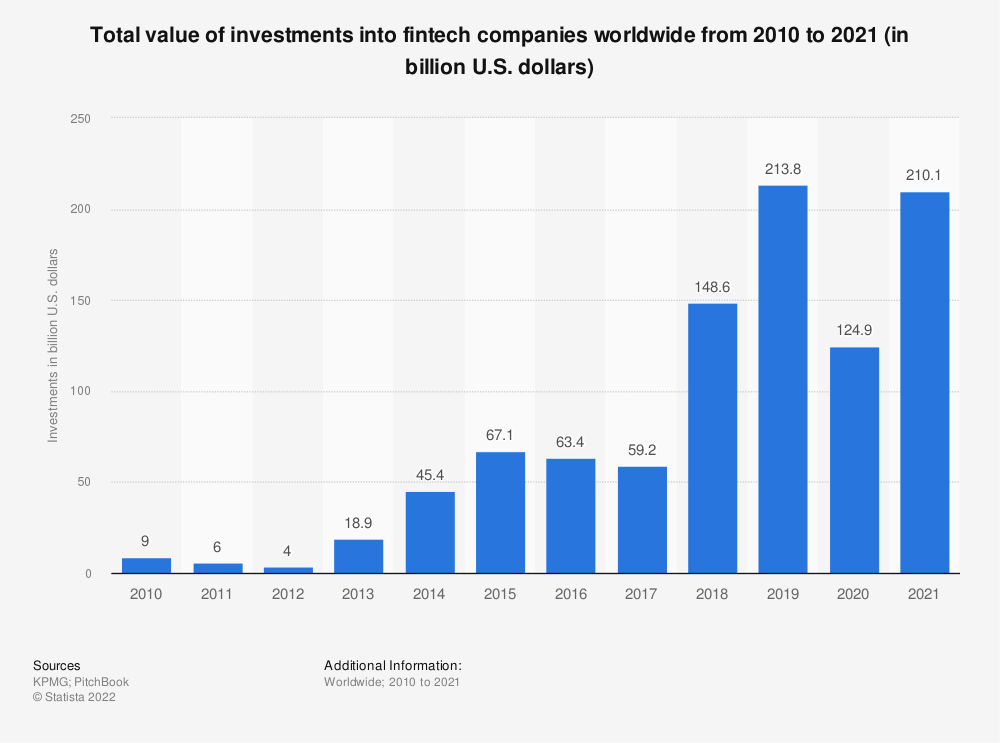 Total value of investments into fintech companies worldwide from 2010 to 2021 (in
billion U.S. dollars)
Investments in billion U.S. dollars
250
200
150
100
50
0
9
6
4
18.9
45.4
67.1
63.4
59.2
148.6
213.8
124.9
210.1
2010 2011 2012 2013 2014 2015 2016 2017 2018 2019 2020 2021
Sources
KPMG; PitchBook
© Statista 2022
Additional Information:
Worldwide; 2010 to 2021